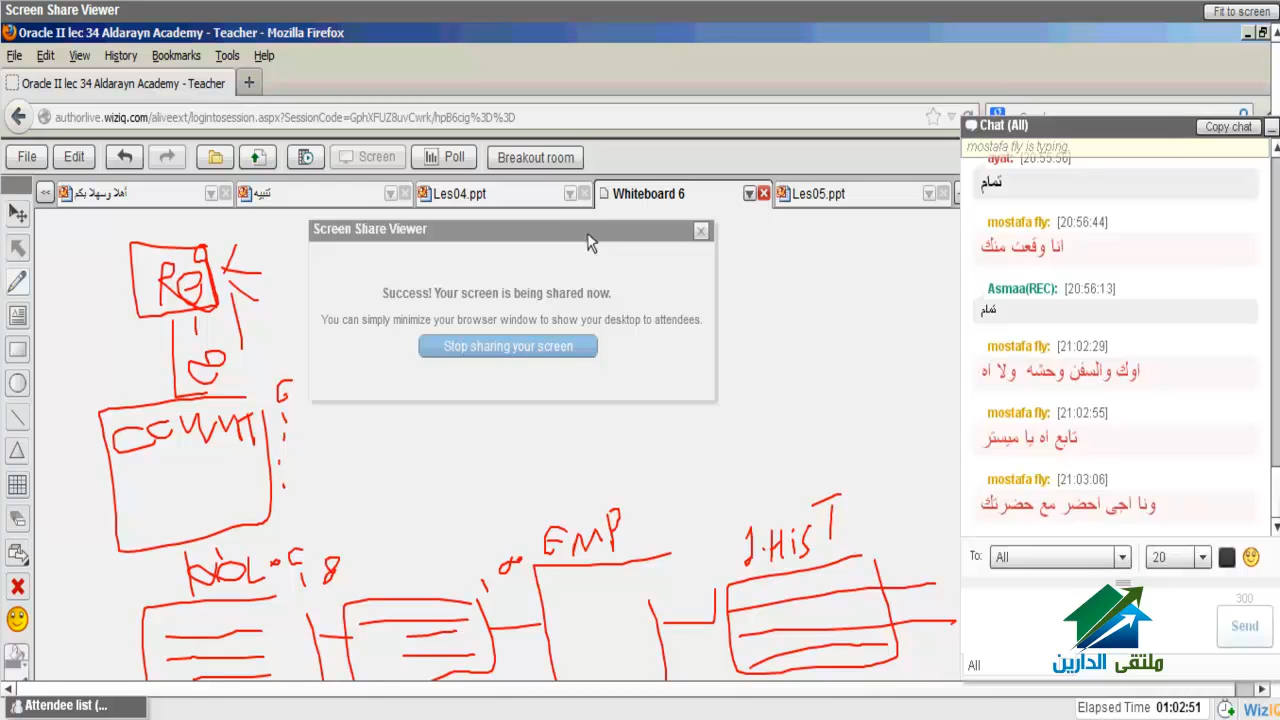 Screen Share Viewer
Fit to screen
Oracle II lec 34 Aldarayn Academy - Teacher - Mozilla Firefox
File Edit View History Bookmarks Tools Help
Oracle II lec 34 Aldarayn Academy - Teacher
authorlive.wiziq.com/aliveext/logintosession.aspx?SessionCode=GphXFUZ8uvCwrk/hpB6cig%3D%3D
File Edit Screen Poll Breakout room
<< أهلا وسهلا بكم تنبيه Les04.ppt Whiteboard 6 Les05.ppt
Screen Share Viewer
Success! Your screen is being shared now.
You can simply minimize your browser window to show your desktop to attendees.
Stop sharing your screen
EMP
J.HisT
Chat (All)
Copy chat
mostafa fly is typing.
ayat: [20:55:56]
تمام
mostafa fly: [20:56:44]
انا وقعت منك
Asmaa(REC): [20:56:13]
تمام
mostafa fly: [21:02:29]
اوك والسفن وحشه ولا اه
mostafa fly: [21:02:55]
تابع اه يا ميستر
mostafa fly: [21:03:06]
ونا اجى احضر مع حضرتك
To: All 20
300
Send
All
ملتقى الدارين
Attendee list (...
Elapsed Time 01:02:51
WizIQ